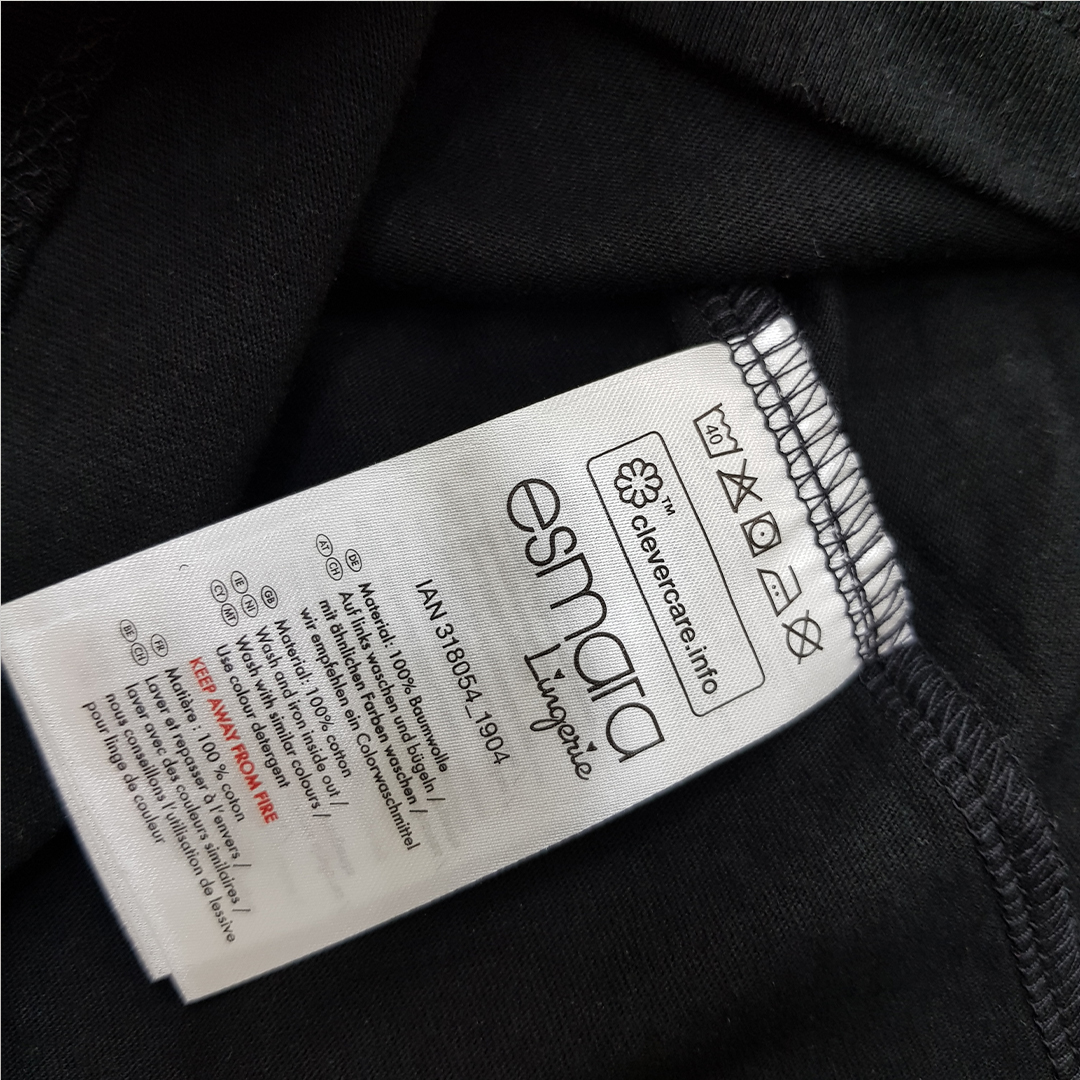 40
clevercare.info™
esmara
Lingerie
IAN 318054_1904
DE
AT CH
Material: 100% Baumwolle
Auf links waschen und bügeln /
mit ähnlichen Farben waschen /
wir empfehlen ein Colorwaschmittel
GB
IE NI
CY MT
Material: 100% cotton
Wash and iron inside out /
Wash with similar colours /
Use colour detergent
KEEP AWAY FROM FIRE
FR
BE CH
Matière : 100 % coton
Laver et repasser à l'envers /
laver avec des couleurs similaires /
nous conseillons l'utilisation de lessive
pour linge de couleur